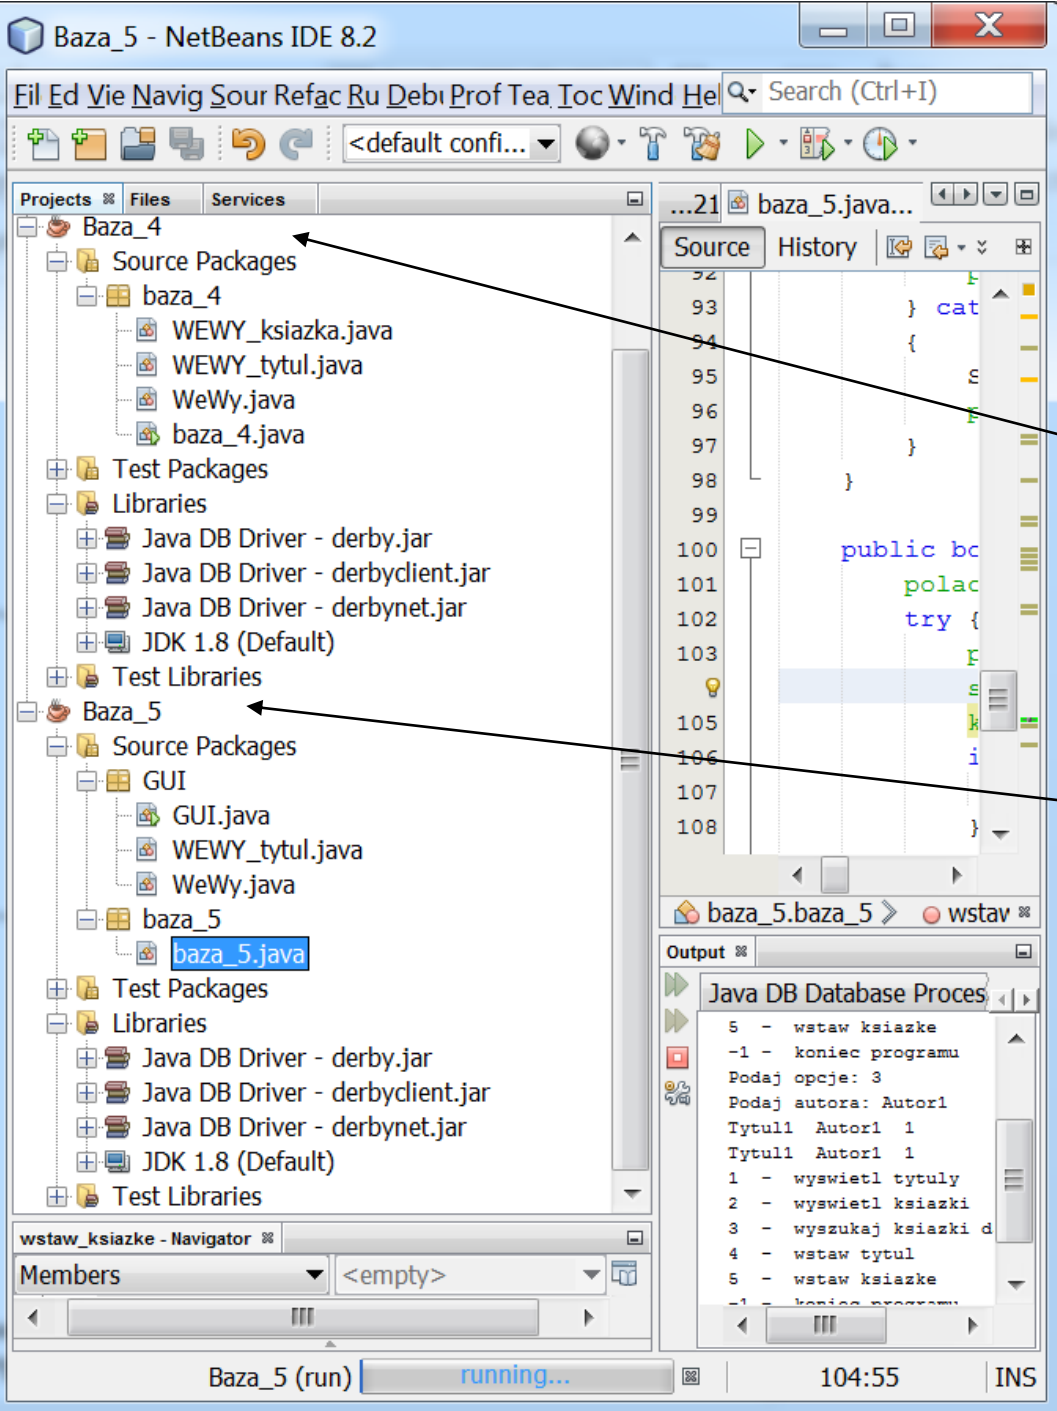 Baza_5 - NetBeans IDE 8.2
Fil Ed Vie Navig Sour Refac Ru Debu Prof Tea Toc Wind Hel Search (Ctrl+I)
<default confi...
Projects Files Services
Baza_4
Source Packages
baza_4
WEWY_ksiazka.java
WEWY_tytul.java
WeWy.java
baza_4.java
Test Packages
Libraries
Java DB Driver - derby.jar
Java DB Driver - derbyclient.jar
Java DB Driver - derbynet.jar
JDK 1.8 (Default)
Test Libraries
Baza_5
Source Packages
GUI
GUI.java
WEWY_tytul.java
WeWy.java
baza_5
baza_5.java
Test Packages
Libraries
Java DB Driver - derby.jar
Java DB Driver - derbyclient.jar
Java DB Driver - derbynet.jar
JDK 1.8 (Default)
Test Libraries
wstaw_ksiazke - Navigator
Members <empty>
...21 baza_5.java...
Source History
92 p
93 } cat
94 {
95 S
96 p
97 }
98 }
99
100 public bo
101 polac
102 try {
103 p
s
105 k
106 i
107
108 }
baza_5.baza_5 wstaw
Output
Java DB Database Proces
5 - wstaw ksiazke
-1 - koniec programu
Podaj opcje: 3
Podaj autora: Autor1
Tytul1 Autor1 1
Tytul1 Autor1 1
1 - wyswietl tytuly
2 - wyswietl ksiazki
3 - wyszukaj ksiazki d
4 - wstaw tytul
5 - wstaw ksiazke
-1 - koniec programu
Baza_5 (run) running... 104:55 INS